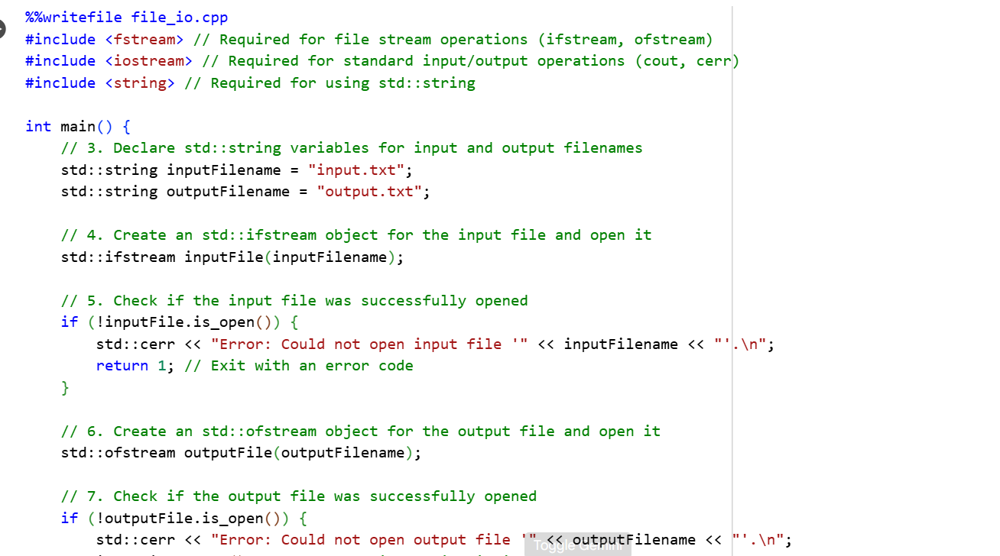 %%writefile file_io.cpp
#include <fstream> // Required for file stream operations (ifstream, ofstream)
#include <iostream> // Required for standard input/output operations (cout, cerr)
#include <string> // Required for using std::string

int main() {
    // 3. Declare std::string variables for input and output filenames
    std::string inputFilename = "input.txt";
    std::string outputFilename = "output.txt";

    // 4. Create an std::ifstream object for the input file and open it
    std::ifstream inputFile(inputFilename);

    // 5. Check if the input file was successfully opened
    if (!inputFile.is_open()) {
        std::cerr << "Error: Could not open input file '" << inputFilename << "'.\n";
        return 1; // Exit with an error code
    }

    // 6. Create an std::ofstream object for the output file and open it
    std::ofstream outputFile(outputFilename);

    // 7. Check if the output file was successfully opened
    if (!outputFile.is_open()) {
        std::cerr << "Error: Could not open output file '" << outputFilename << "'.\n";
Toggle Gemini